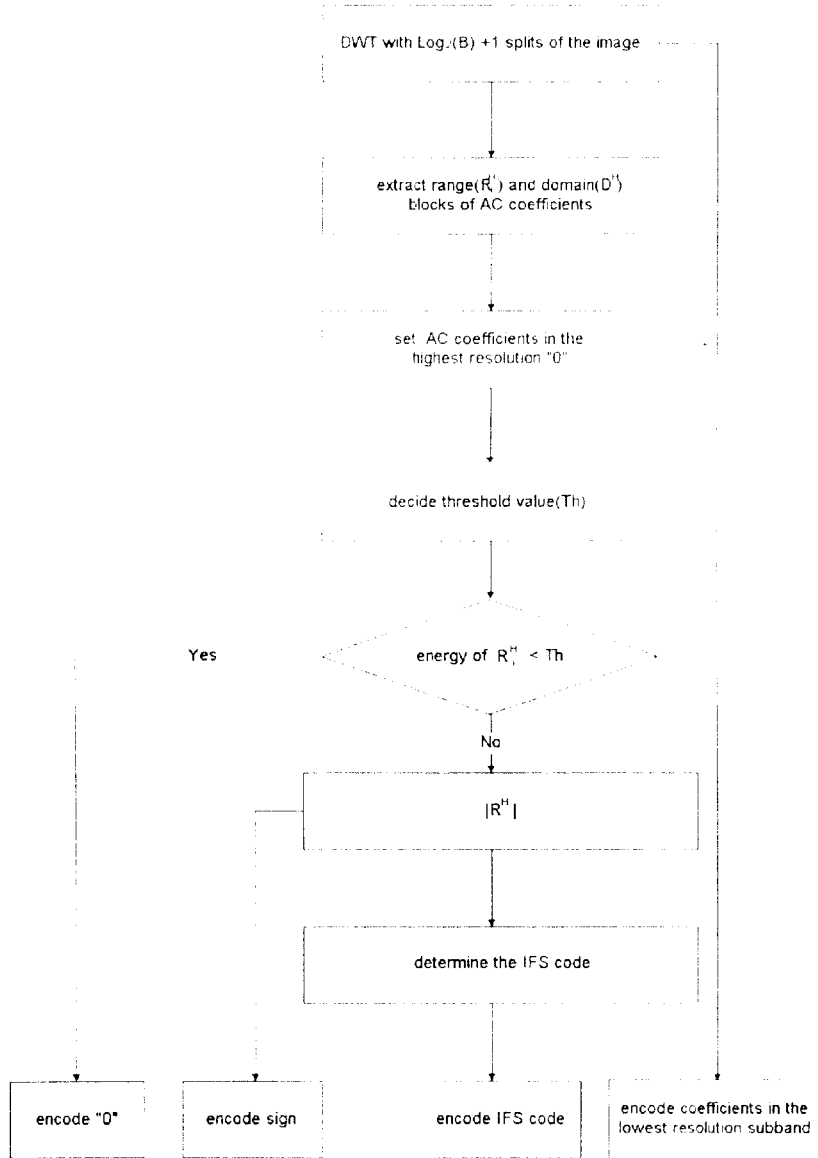 DWT with Log₂(B) +1 splits of the image
extract range(Rᵢᴴ) and domain(Dᴴ)
blocks of AC coefficients
set AC coefficients in the
highest resolution "0"
decide threshold value(Th)
energy of Rᵢᴴ < Th
Yes
No
|Rᴴ|
determine the IFS code
encode "0"
encode sign
encode IFS code
encode coefficients in the
lowest resolution subband